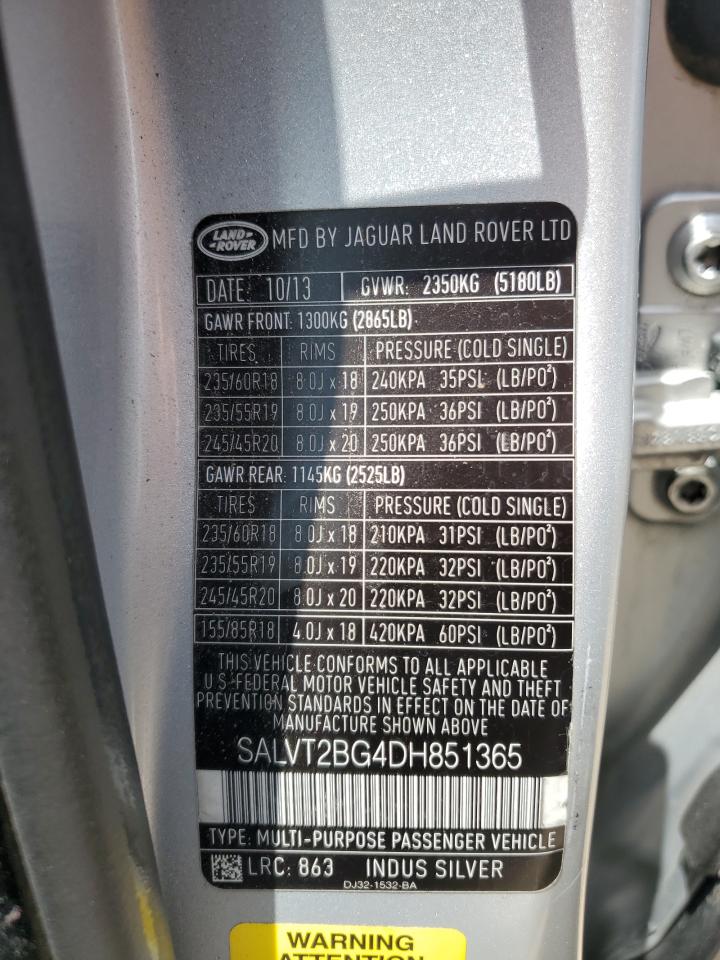 LAND-
-ROVER
MFD BY JAGUAR LAND ROVER LTD
DATE: 10/13 GVWR: 2350KG (5180LB)
GAWR FRONT: 1300KG (2865LB)
TIRES RIMS PRESSURE (COLD SINGLE)
235/60R18 8.0J x 18 240KPA 35PSI (LB/PO²)
235/55R19 8.0J x 19 250KPA 36PSI (LB/PO²)
245/45R20 8.0J x 20 250KPA 36PSI (LB/PO²)
GAWR REAR: 1145KG (2525LB)
TIRES RIMS PRESSURE (COLD SINGLE)
235/60R18 8.0J x 18 210KPA 31PSI (LB/PO²)
235/55R19 8.0J x 19 220KPA 32PSI (LB/PO²)
245/45R20 8.0J x 20 220KPA 32PSI (LB/PO²)
155/85R18 4.0J x 18 420KPA 60PSI (LB/PO²)
THIS VEHICLE CONFORMS TO ALL APPLICABLE
U.S-FEDERAL MOTOR VEHICLE SAFETY AND THEFT
PREVENTION STANDARDS IN EFFECT ON THE DATE OF
MANUFACTURE SHOWN ABOVE
SALVT2BG4DH851365
TYPE: MULTI-PURPOSE PASSENGER VEHICLE
LRC: 863 INDUS SILVER
DJ32-1532-BA
WARNING
ATTENTION